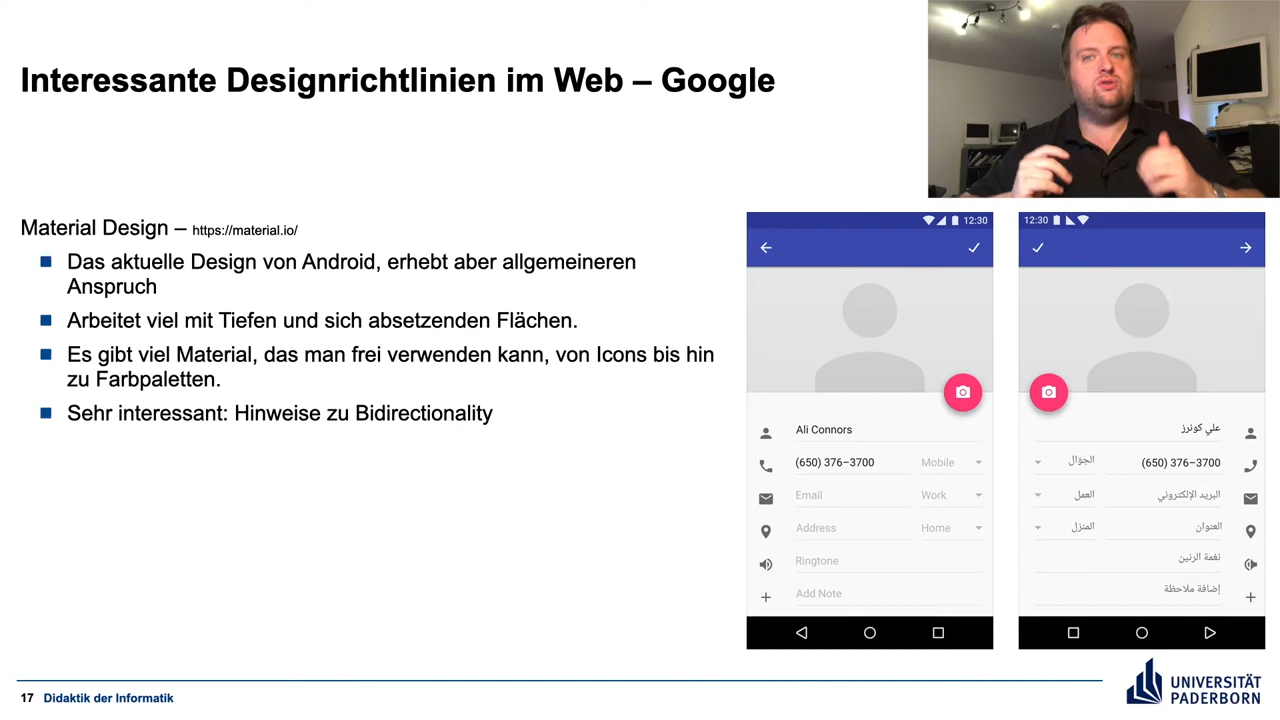 Interessante Designrichtlinien im Web – Google
Material Design – https://material.io/
Das aktuelle Design von Android, erhebt aber allgemeineren
Anspruch
Arbeitet viel mit Tiefen und sich absetzenden Flächen.
Es gibt viel Material, das man frei verwenden kann, von Icons bis hin
zu Farbpaletten.
Sehr interessant: Hinweise zu Bidirectionality
12:30
Ali Connors
(650) 376–3700 Mobile
Email Work
Address Home
Ringtone
Add Note
12:30
علي كونرز
(650) 376–3700 الجوّال
البريد الإلكتروني العمل
العنوان المنزل
نغمة الرنين
إضافة ملاحظة
17 Didaktik der Informatik
UNIVERSITÄT
PADERBORN